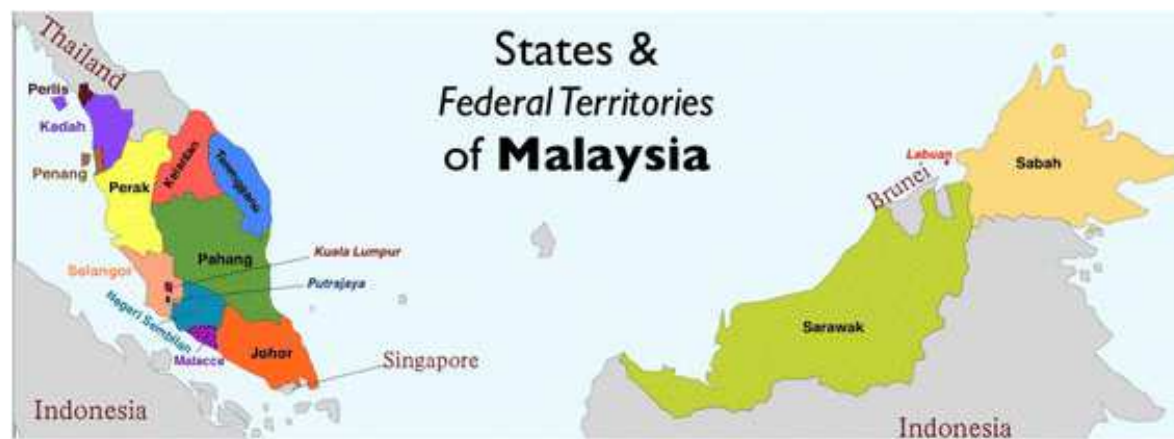 States &
Federal Territories
of Malaysia
Thailand
Perlis
Kadah
Penang
Perak
Kelantan
Terengganu
Pahang
Kuala Lumpur
Selangor
Putrajaya
Negeri Sembilan
Malacca
Johor
Singapore
Indonesia
Labuan
Brunei
Sabah
Sarawak
Indonesia